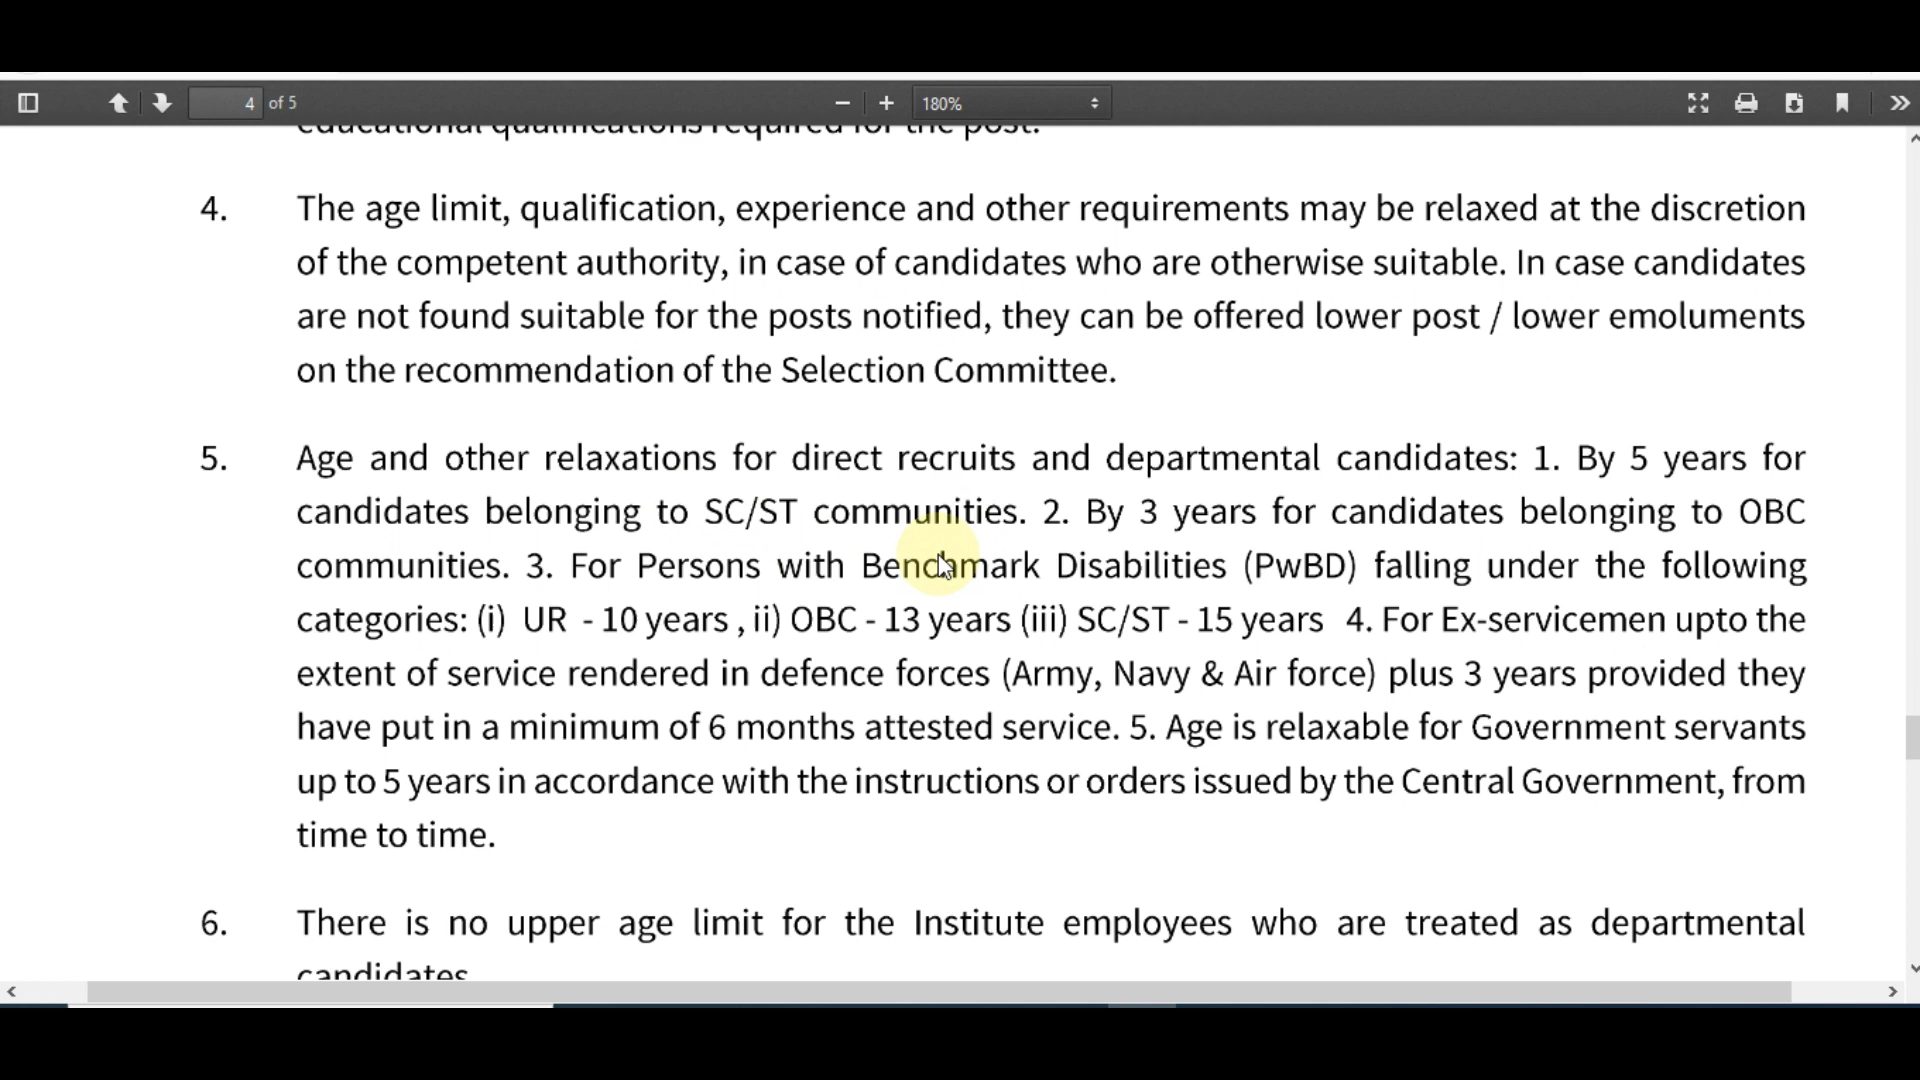 4 of 5
180%
educational qualifications required for the post.
4. The age limit, qualification, experience and other requirements may be relaxed at the discretion
of the competent authority, in case of candidates who are otherwise suitable. In case candidates
are not found suitable for the posts notified, they can be offered lower post / lower emoluments
on the recommendation of the Selection Committee.
5. Age and other relaxations for direct recruits and departmental candidates: 1. By 5 years for
candidates belonging to SC/ST communities. 2. By 3 years for candidates belonging to OBC
communities. 3. For Persons with Benchmark Disabilities (PwBD) falling under the following
categories: (i) UR - 10 years , ii) OBC - 13 years (iii) SC/ST - 15 years 4. For Ex-servicemen upto the
extent of service rendered in defence forces (Army, Navy & Air force) plus 3 years provided they
have put in a minimum of 6 months attested service. 5. Age is relaxable for Government servants
up to 5 years in accordance with the instructions or orders issued by the Central Government, from
time to time.
6. There is no upper age limit for the Institute employees who are treated as departmental
candidates